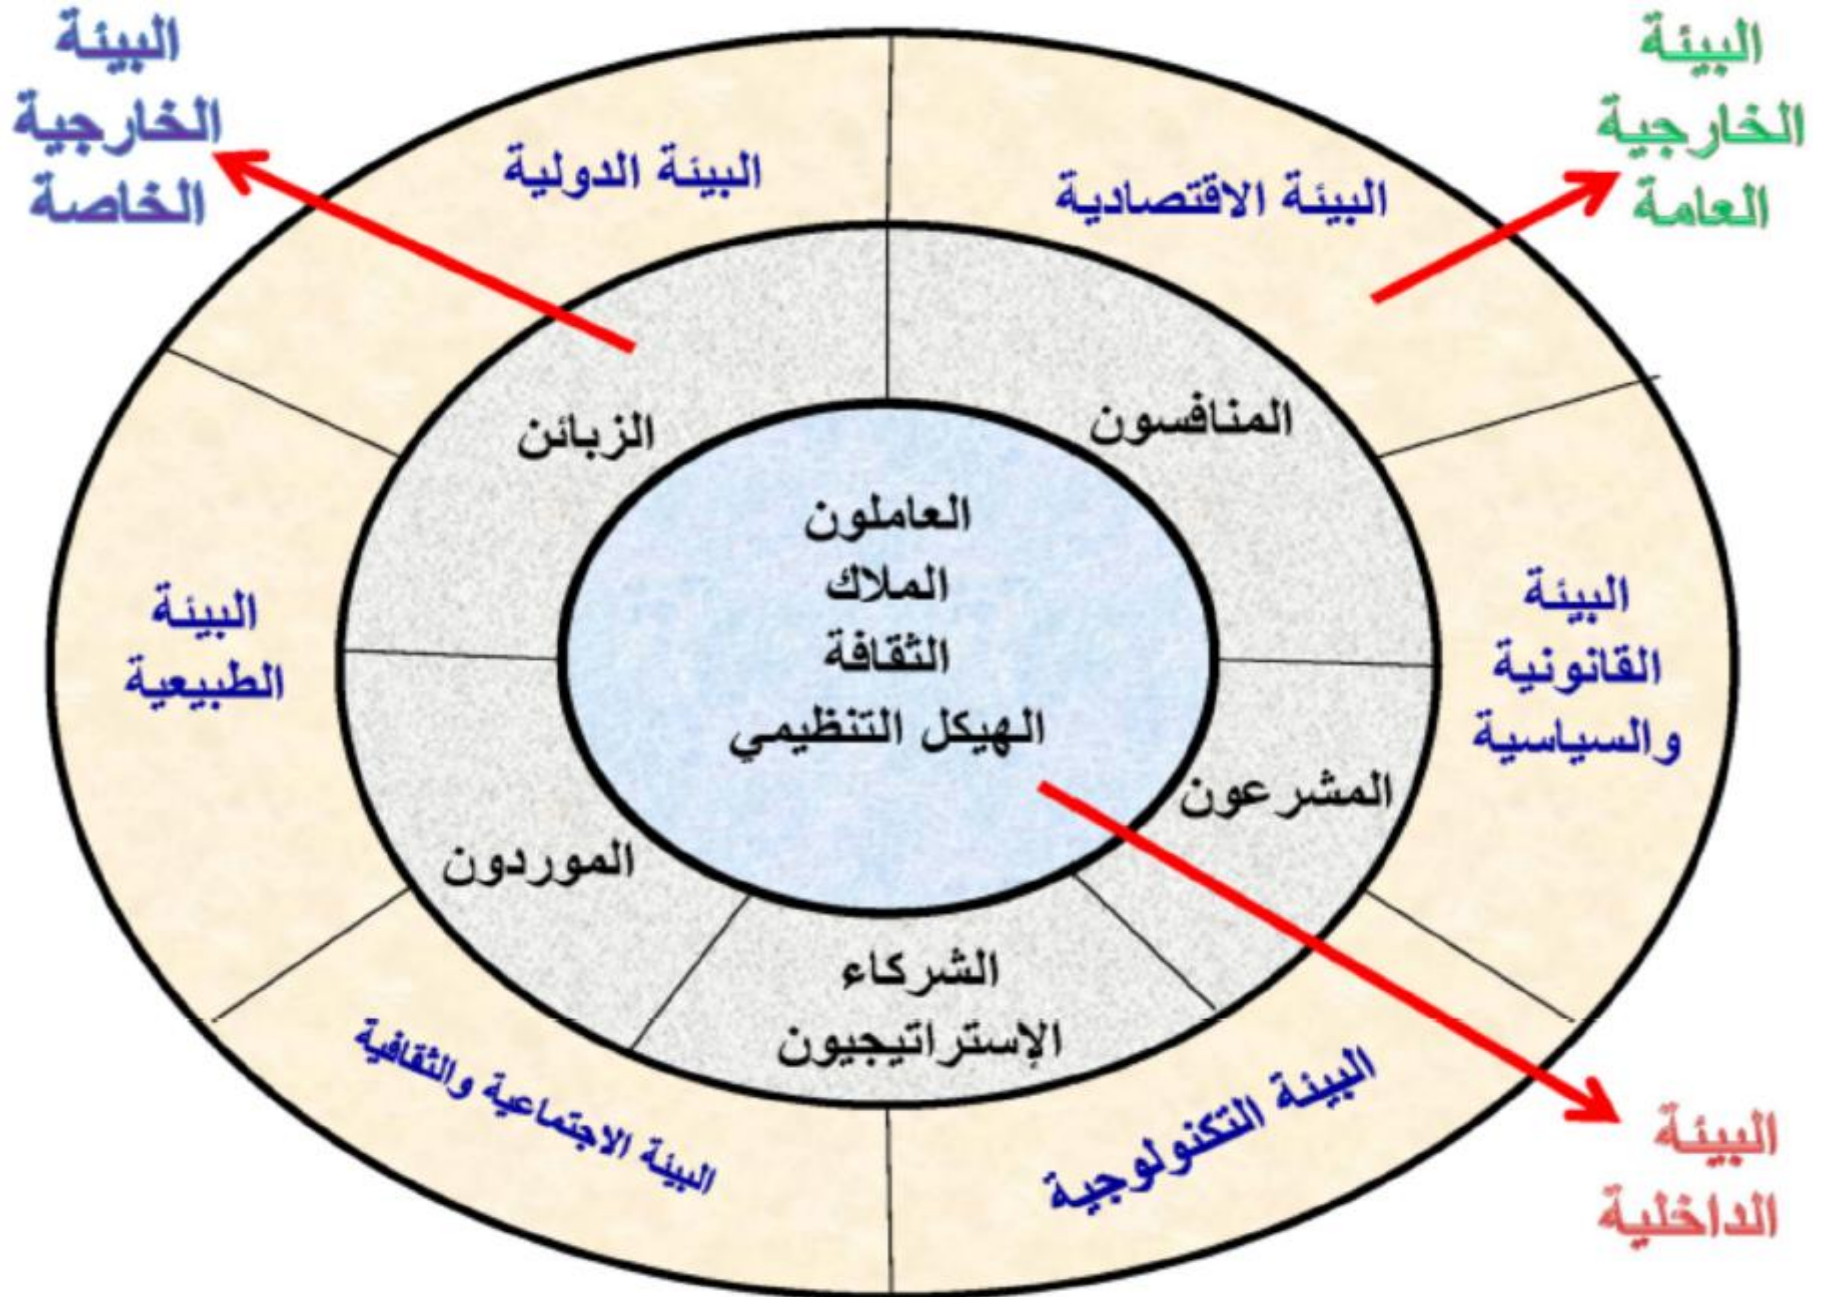 البيئة
الخارجية
العامة
البيئة
الخارجية
الخاصة
البيئة الاقتصادية
البيئة الدولية
المنافسون
الزبائن
العاملون
الملاك
الثقافة
الهيكل التنظيمي
البيئة
القانونية
والسياسية
البيئة
الطبيعية
المشرعون
الموردون
الشركاء
الإستراتيجيون
البيئة التكنولوجية
البيئة الاجتماعية والثقافية
البيئة
الداخلية